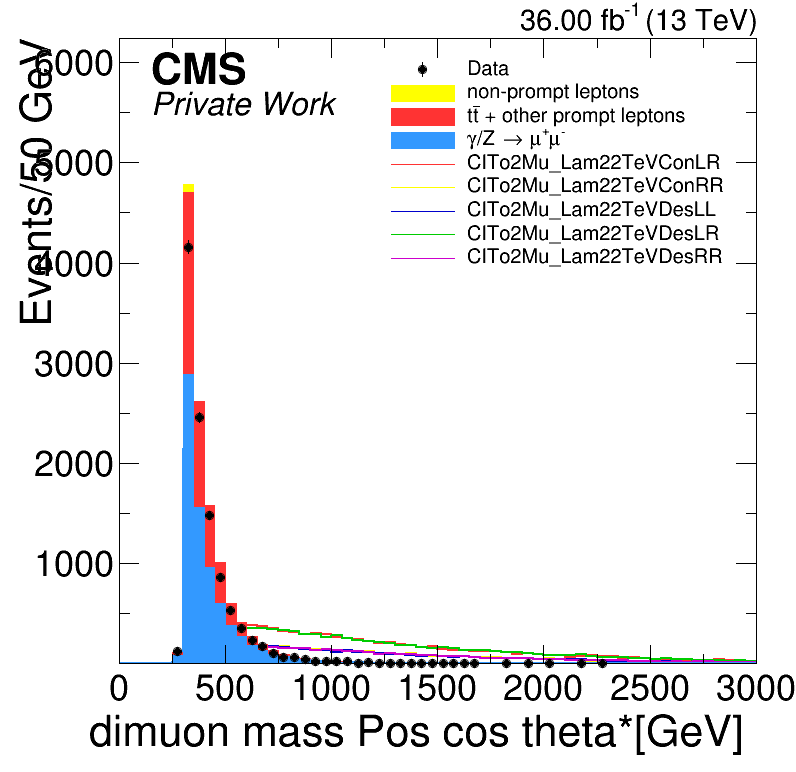 36.00 fb⁻¹ (13 TeV)
CMS
Private Work
Data
non-prompt leptons
tt̄ + other prompt leptons
γ/Z → μ⁺μ⁻
CITo2Mu_Lam22TeVConLR
CITo2Mu_Lam22TeVConRR
CITo2Mu_Lam22TeVDesLL
CITo2Mu_Lam22TeVDesLR
CITo2Mu_Lam22TeVDesRR
Events/50 GeV
6000
5000
4000
3000
2000
1000
0 500 1000 1500 2000 2500 3000
dimuon mass Pos cos theta*[GeV]